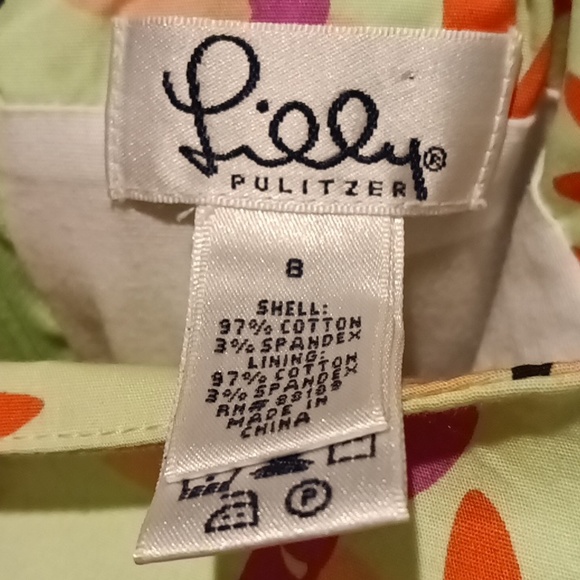 Lilly®
PULITZER
8
SHELL:
97% COTTON
3% SPANDEX
LINING:
97% COTTON
3% SPANDEX
MADE IN
CHINA
P